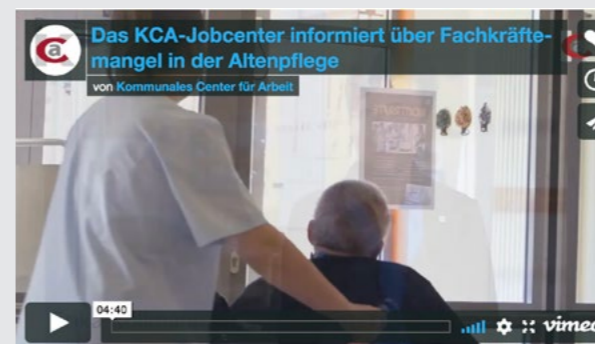 Das KCA-Jobcenter informiert über Fachkräfte-
mangel in der Altenpflege
von Kommunales Center für Arbeit
04:40
vimeo